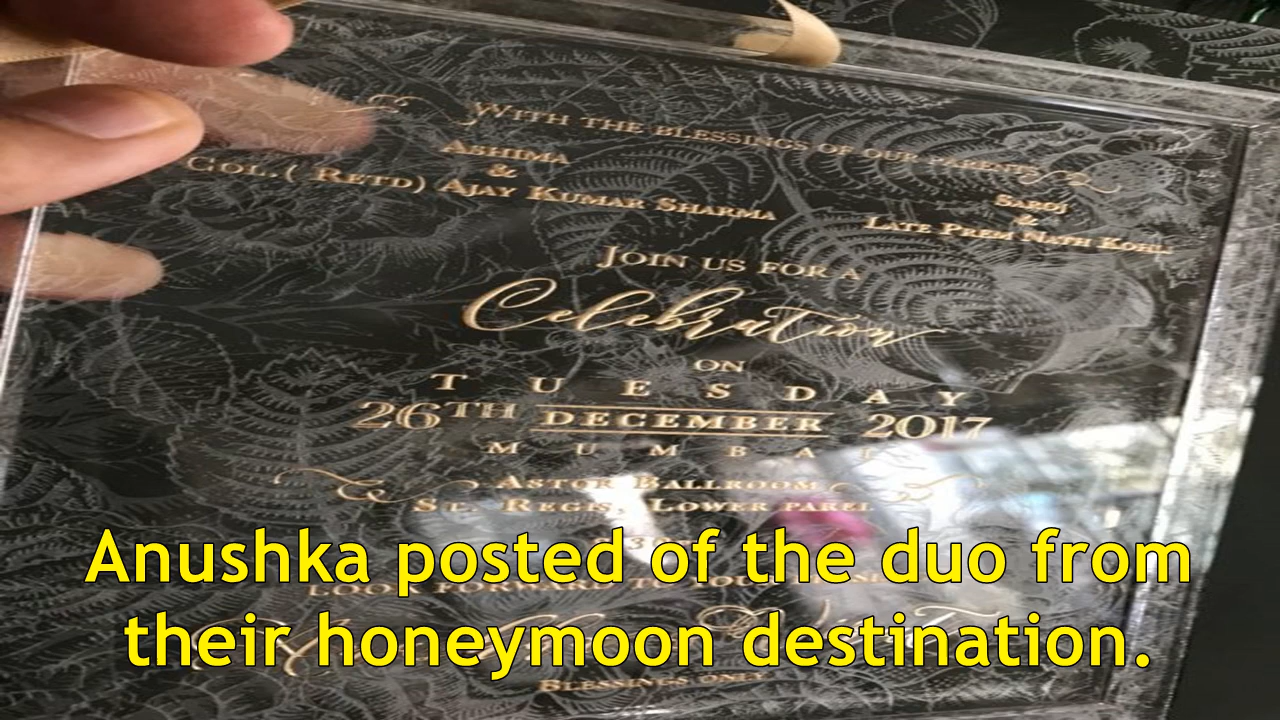 With the blessings of our parents
Ashima
&
Col.( Retd) Ajay Kumar Sharma
Saroj
&
Late Prem Nath Kohli
Join us for a
Celebration
on
Tuesday
26th December 2017
Mumbai
Astor Ballroom
St. Regis, Lower Parel
Look forward to your
Blessings only
Anushka posted of the duo from
their honeymoon destination.